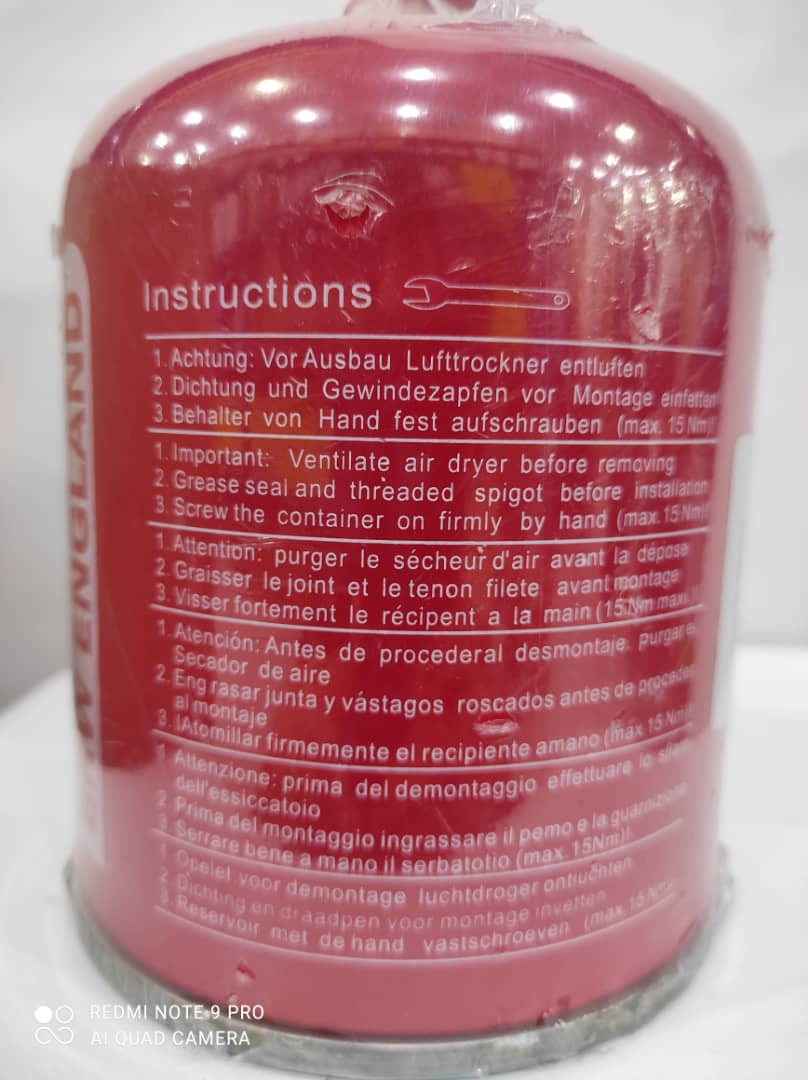 Instructions
1. Achtung: Vor Ausbau Lufttrockner entluften
2. Dichtung und Gewindezapfen vor Montage einfetten
3. Behalter von Hand fest aufschrauben (max. 15 Nm)!
1. Important: Ventilate air dryer before removing
2. Grease seal and threaded spigot before installation
3. Screw the container on firmly by hand (max. 15 Nm)!
1. Attention: purger le sécheur d'air avant la dépose
2. Graisser le joint et le tenon filete avant montage
3. Visser fortement le récipent a la main (15Nm maxi.)
1. Atención: Antes de procederal desmontaje purgar
Secador de aire
2. Eng rasar junta y vástagos roscados antes de proceder
al montaje
3. lAtomillar firmemente el recipiente amano (máx 15 Nm)
1. Attenzione: prima del demontaggio effettuare lo
dell'essiccatoio
2. Prima del montaggio ingrassare il pemo e la guarnizione
3. Serrare bene a mano il serbatotio (max. 15Nm)!
1. Opelet voor demontage luchtdroger ontiuchten
2. Dichting en draadpen voor montage invetten
3. Reservoir met de hand vastschroeven (max. 15 Nm
ENGLAND
REDMI NOTE 9 PRO
AI QUAD CAMERA